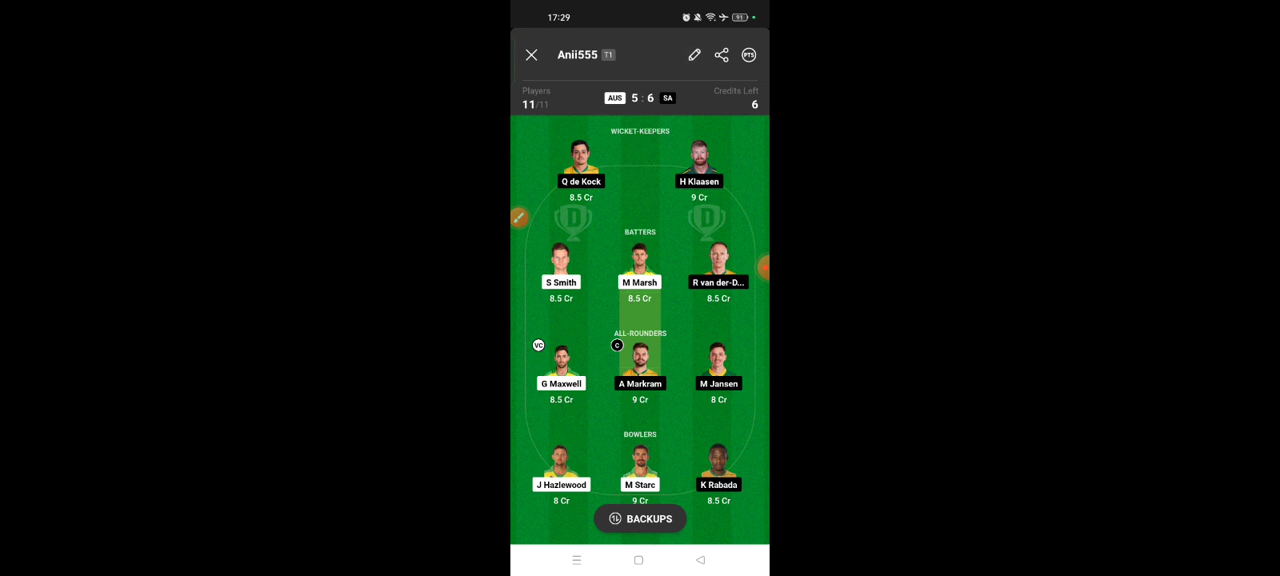 17:29
91
Anii555 T1
PTS
Players
11/11
AUS 5 : 6 SA
Credits Left
6
WICKET-KEEPERS
Q de Kock
H Klaasen
8.5 Cr
9 Cr
D
D
BATTERS
S Smith
M Marsh
R van der-D...
8.5 Cr
8.5 Cr
8.5 Cr
ALL-ROUNDERS
VC
C
G Maxwell
A Markram
M Jansen
8.5 Cr
9 Cr
8 Cr
BOWLERS
J Hazlewood
M Starc
K Rabada
8 Cr
9 Cr
8.5 Cr
BACKUPS